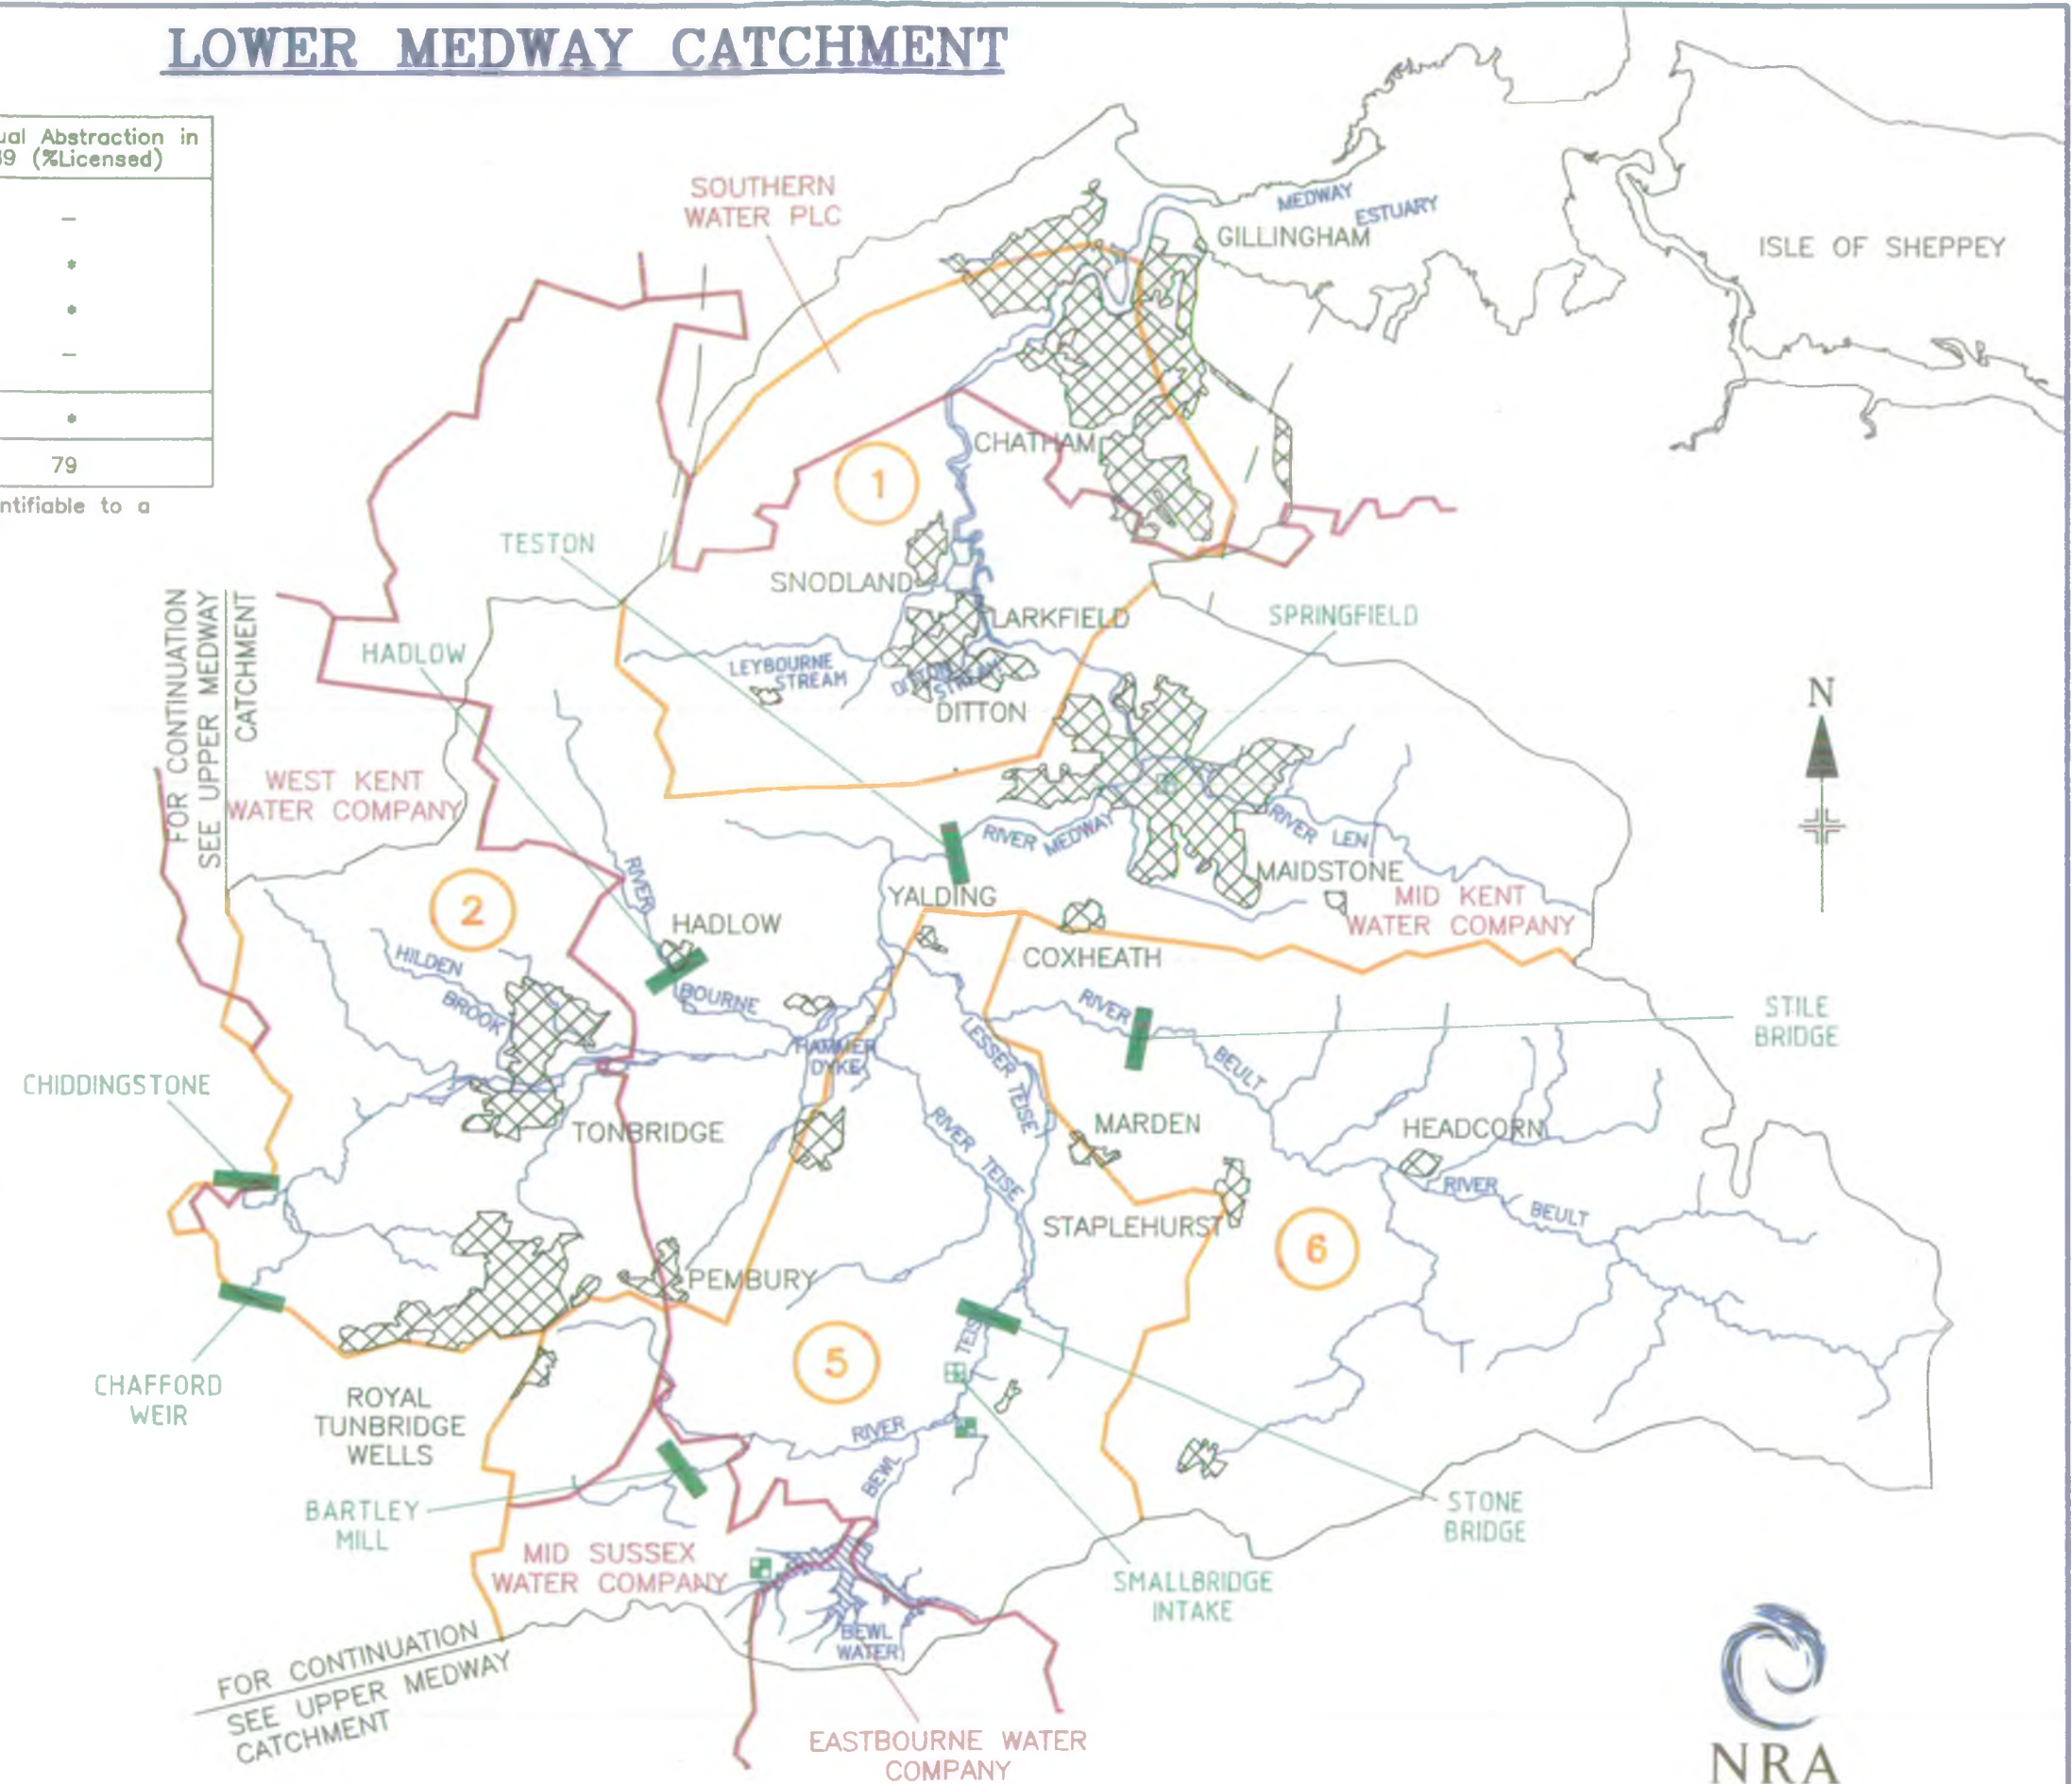 LOWER MEDWAY CATCHMENT
ual Abstraction in
9 (%Licensed)
–
*
*
–
*
79
ntifiable to a
SOUTHERN
WATER PLC
MEDWAY
ESTUARY
GILLINGHAM
ISLE OF SHEPPEY
CHATHAM
1
TESTON
SNODLAND
LARKFIELD
SPRINGFIELD
FOR CONTINUATION
SEE UPPER MEDWAY
CATCHMENT
HADLOW
LEYBOURNE
STREAM
DITTON
STREAM
DITTON
N
WEST KENT
WATER COMPANY
RIVER MEDWAY
RIVER LEN
MAIDSTONE
MID KENT
WATER COMPANY
2
RIVER
YALDING
HADLOW
COXHEATH
HILDEN
BROOK
BOURNE
RIVER
STILE
BRIDGE
HAMMER
DYKE
LESSER TEISE
BEULT
CHIDDINGSTONE
TONBRIDGE
RIVER TEISE
MARDEN
HEADCORN
RIVER
BEULT
STAPLEHURST
6
PEMBURY
5
TEIS
CHAFFORD
WEIR
ROYAL
TUNBRIDGE
WELLS
RIVER
BEWL
BARTLEY
MILL
STONE
BRIDGE
MID SUSSEX
WATER COMPANY
SMALLBRIDGE
INTAKE
BEWL
WATER
FOR CONTINUATION
SEE UPPER MEDWAY
CATCHMENT
EASTBOURNE WATER
COMPANY
NRA